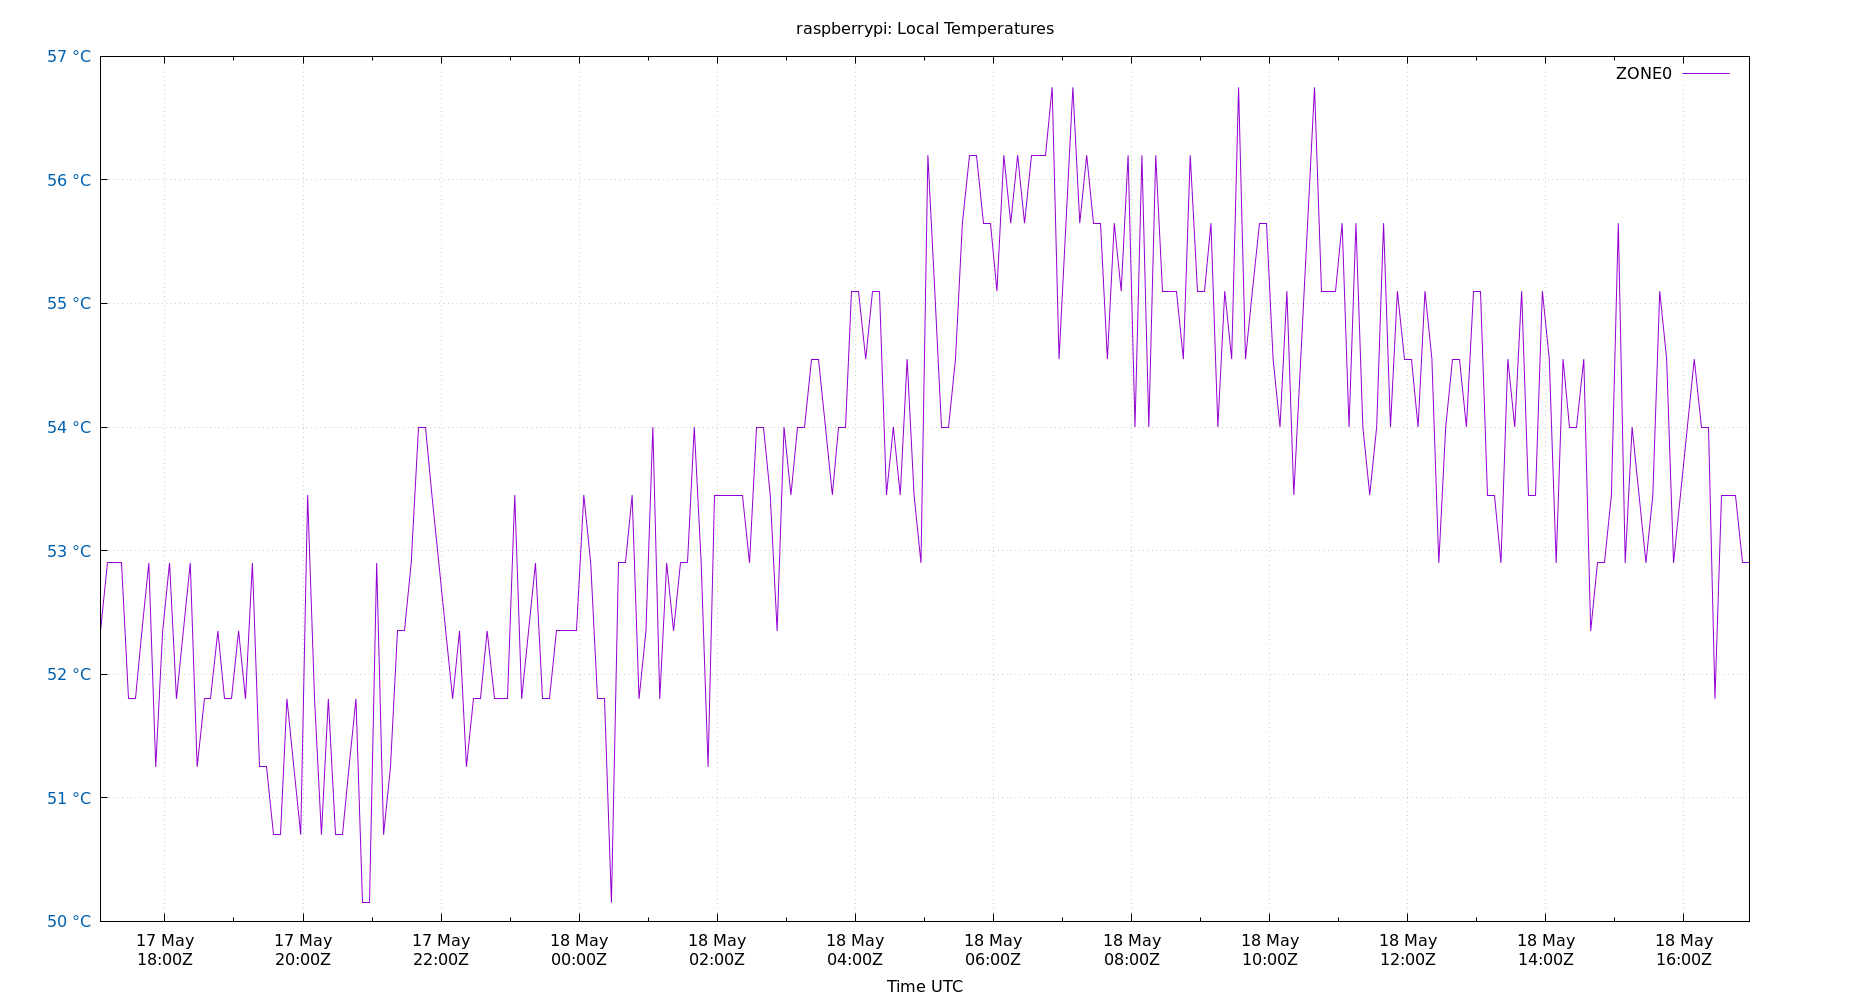 raspberrypi: Local Temperatures
57 °C
ZONE0
56 °C
55 °C
54 °C
53 °C
52 °C
51 °C
50 °C
17 May 17 May 17 May 18 May 18 May 18 May 18 May 18 May 18 May 18 May 18 May 18 May
18:00Z 20:00Z 22:00Z 00:00Z 02:00Z 04:00Z 06:00Z 08:00Z 10:00Z 12:00Z 14:00Z 16:00Z
Time UTC